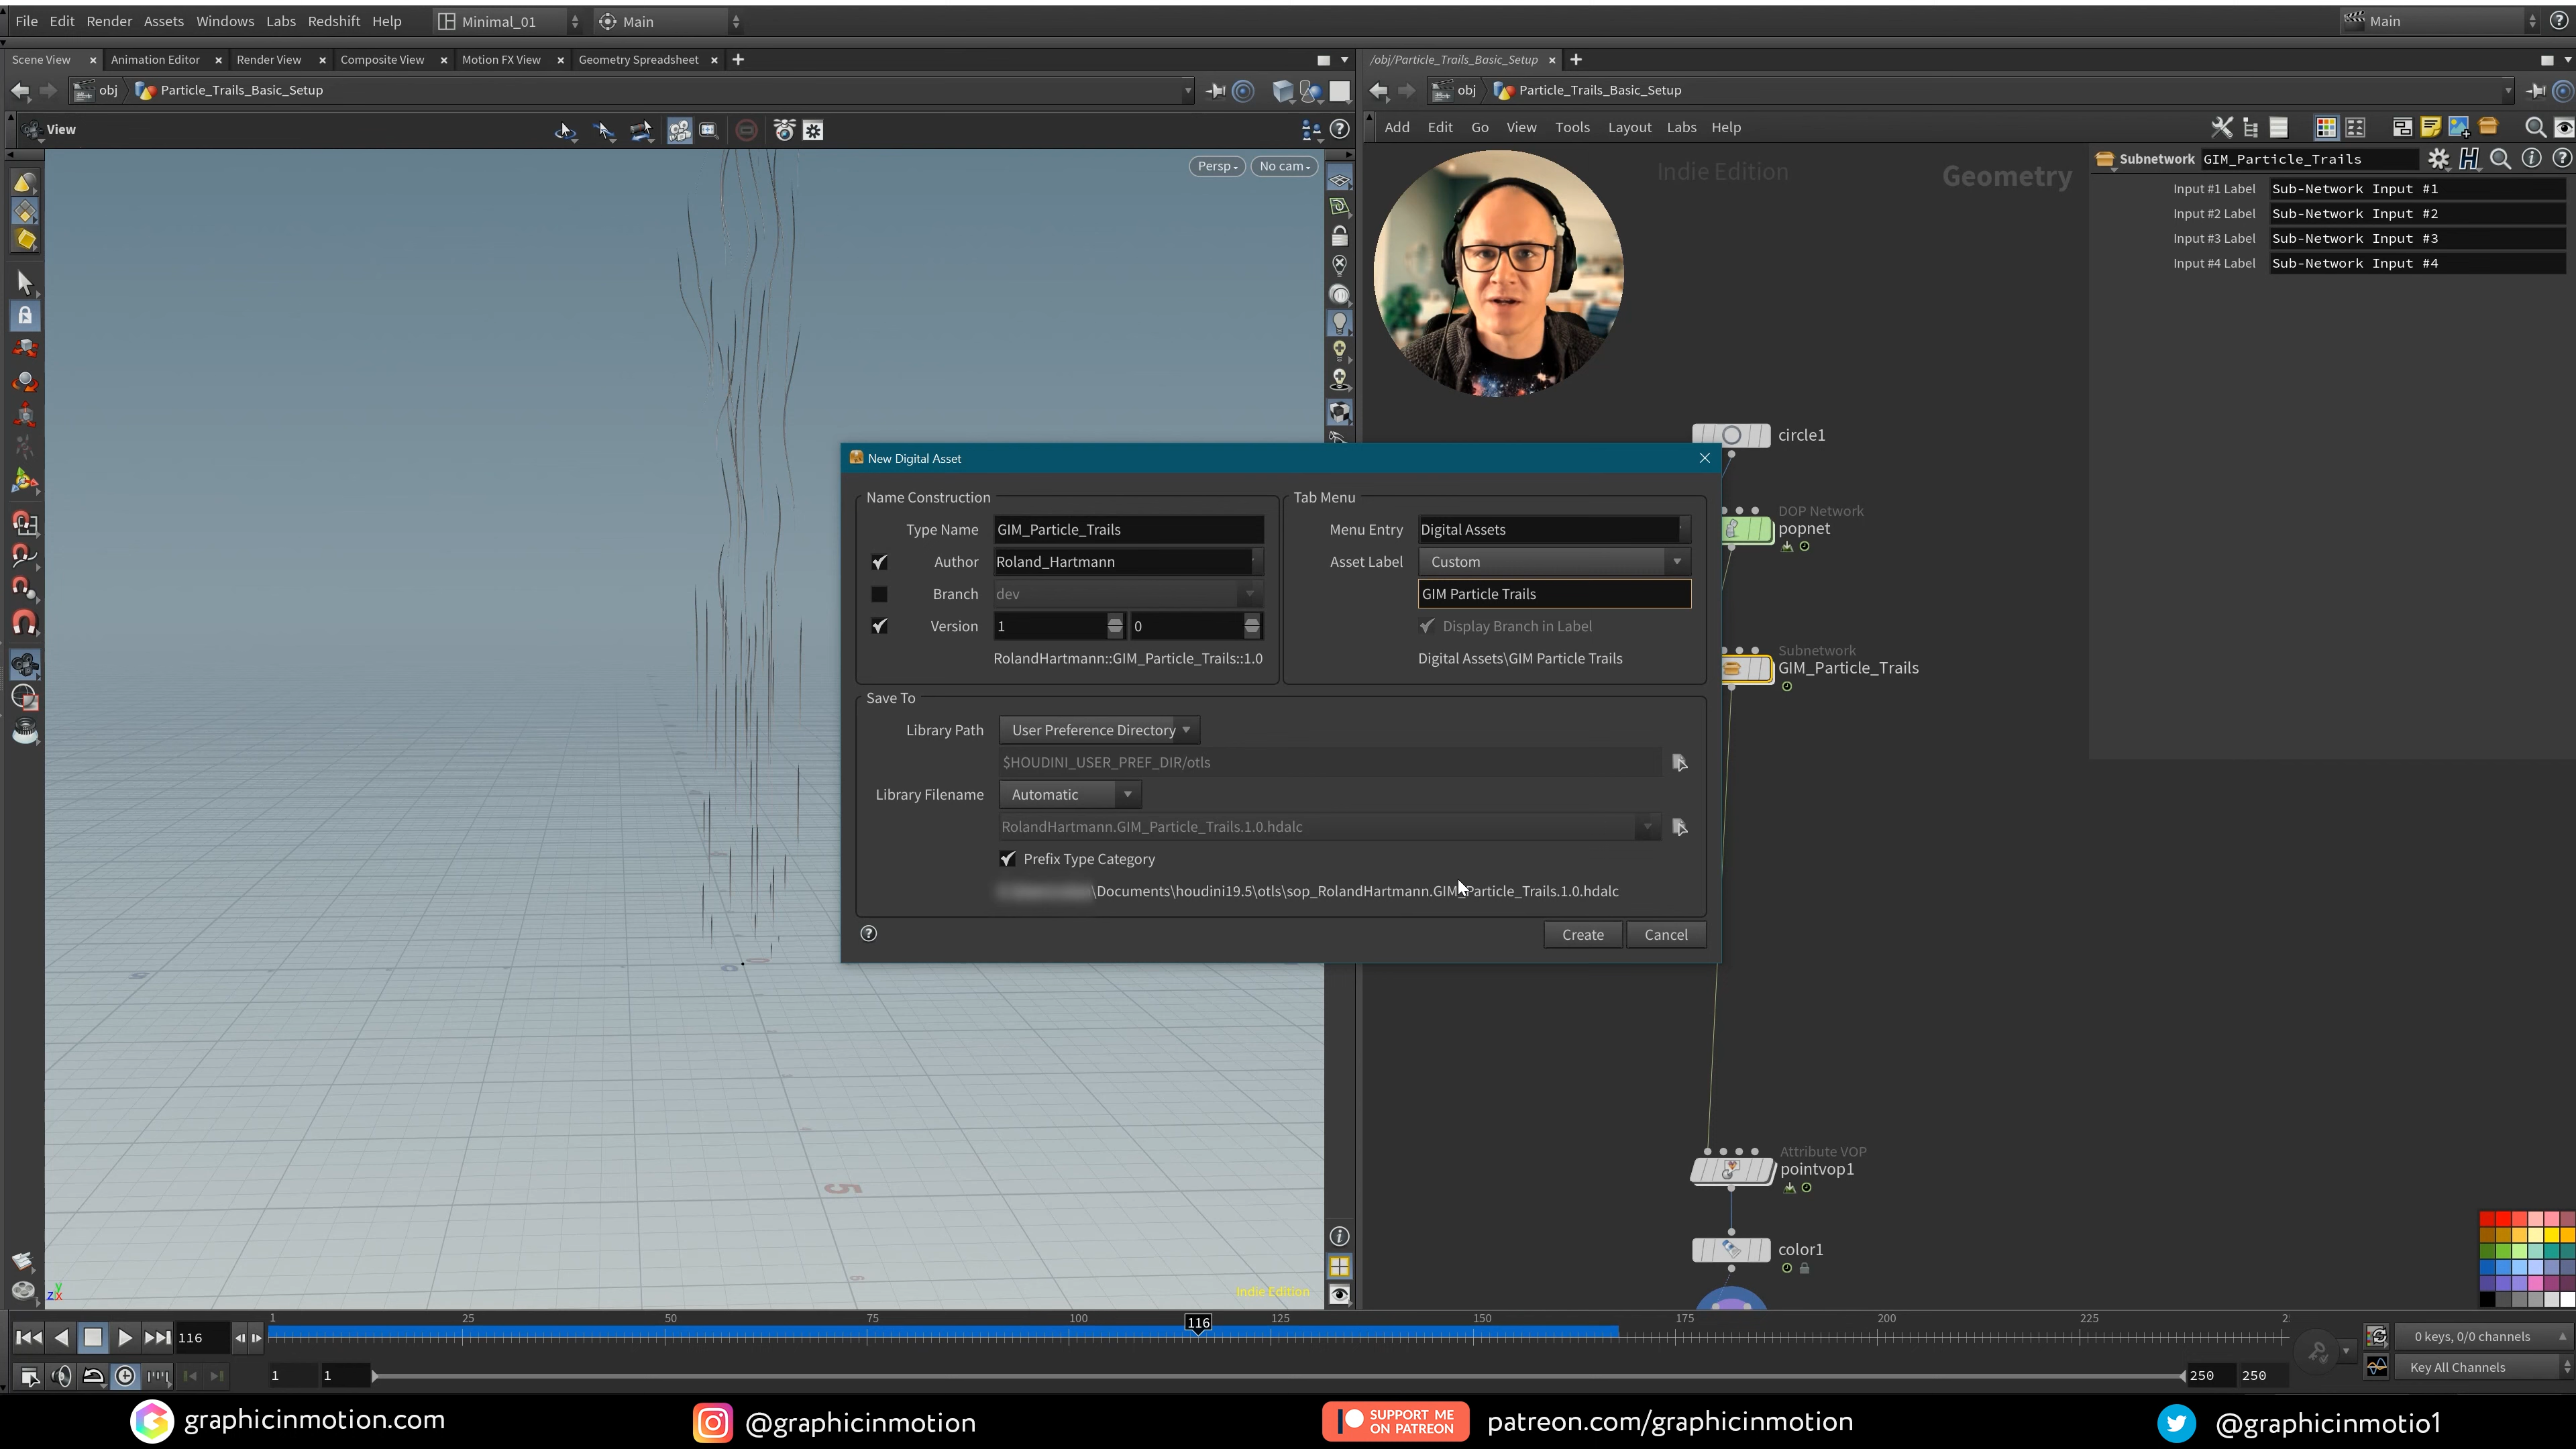 File Edit Render Assets Windows Labs Redshift Help Minimal_01 Main Main
Scene View Animation Editor Render View Composite View Motion FX View Geometry Spreadsheet
/obj/Particle_Trails_Basic_Setup
obj Particle_Trails_Basic_Setup
obj Particle_Trails_Basic_Setup
View
Add Edit Go View Tools Layout Labs Help
Persp No cam
Indie Edition
Geometry
Subnetwork GIM_Particle_Trails
Input #1 Label Sub-Network Input #1
Input #2 Label Sub-Network Input #2
Input #3 Label Sub-Network Input #3
Input #4 Label Sub-Network Input #4
circle1
DOP Network
popnet
Subnetwork
GIM_Particle_Trails
Attribute VOP
pointvop1
color1
New Digital Asset
Name Construction
Type Name GIM_Particle_Trails
Author Roland_Hartmann
Branch dev
Version 1 0
RolandHartmann::GIM_Particle_Trails::1.0
Tab Menu
Menu Entry Digital Assets
Asset Label Custom
GIM Particle Trails
Display Branch in Label
Digital Assets\GIM Particle Trails
Save To
Library Path User Preference Directory
$HOUDINI_USER_PREF_DIR/otls
Library Filename Automatic
RolandHartmann.GIM_Particle_Trails.1.0.hdalc
Prefix Type Category
\Documents\houdini19.5\otls\sop_RolandHartmann.GIM_Particle_Trails.1.0.hdalc
Create Cancel
5
Indie Edition
z y x
1 25 50 75 100 116 125 150 175 200 225 2
116
0 keys, 0/0 channels
1 1 250 250
Key All Channels
graphicinmotion.com
@graphicinmotion
SUPPORT ME
ON PATREON
patreon.com/graphicinmotion
@graphicinmotio1